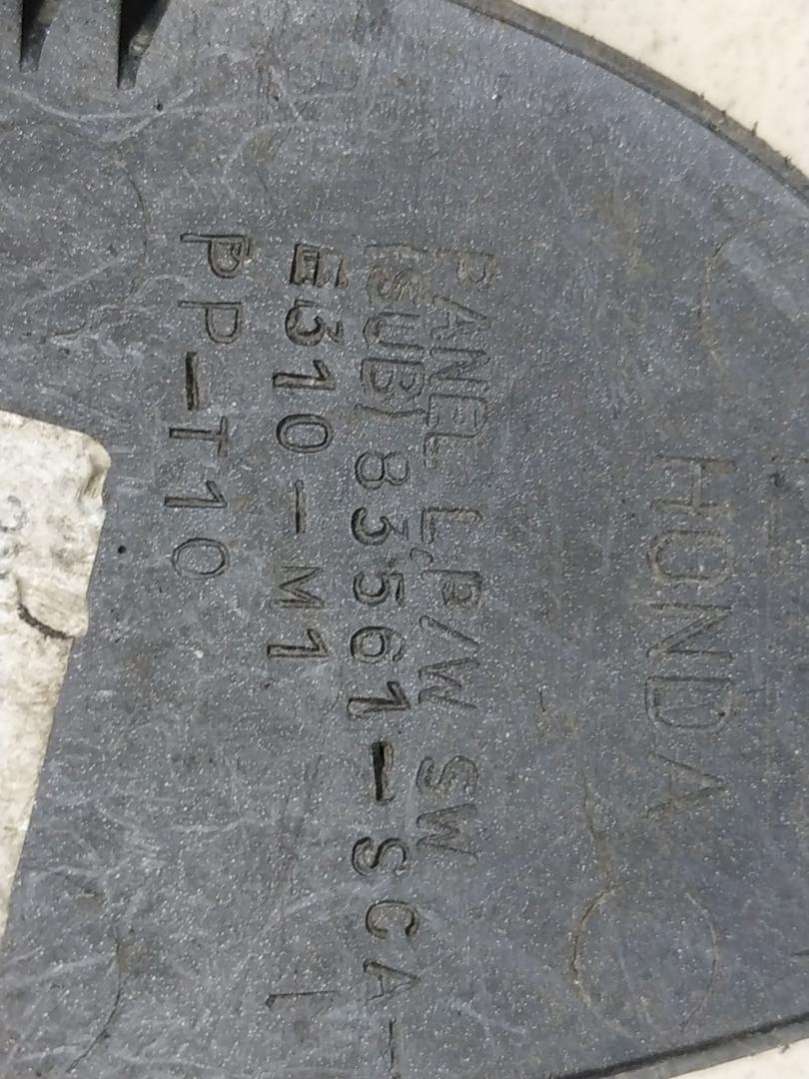 HONDA
PANEL L,P/W SW
(SUB) 83561-SCA-
E310-M1
PP-T10